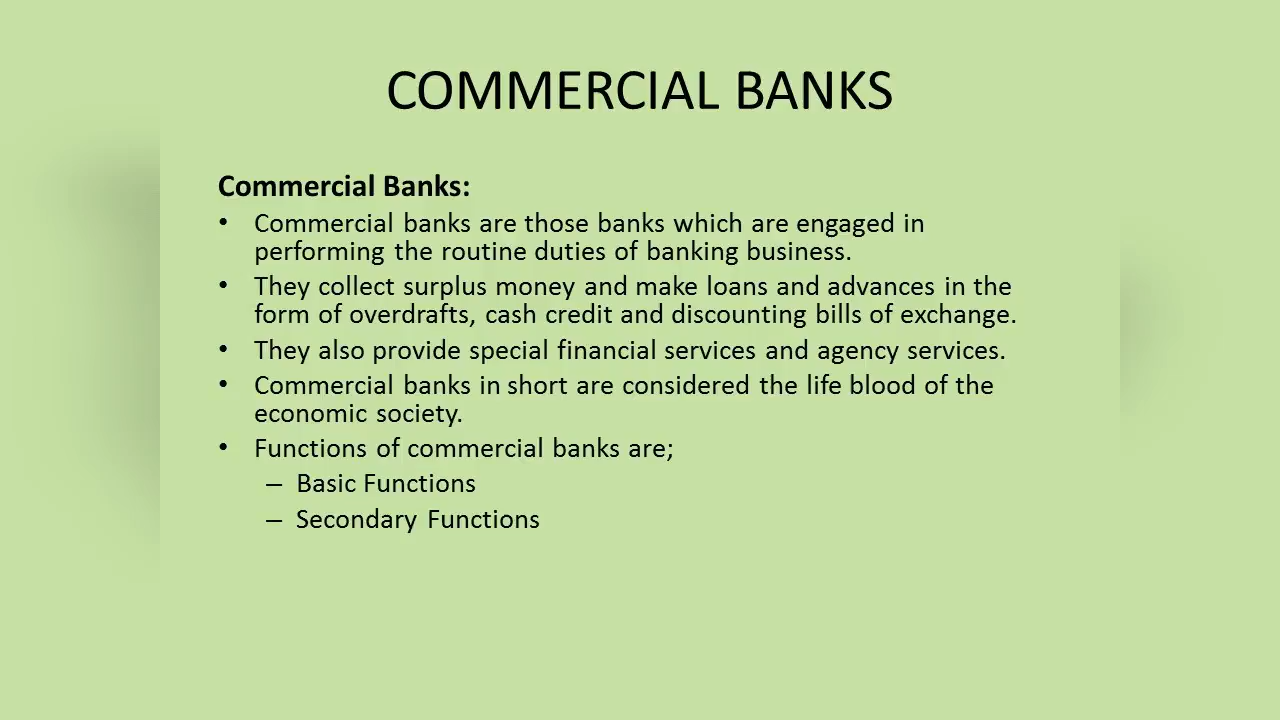 COMMERCIAL BANKS
Commercial Banks:
• Commercial banks are those banks which are engaged in
performing the routine duties of banking business.
• They collect surplus money and make loans and advances in the
form of overdrafts, cash credit and discounting bills of exchange.
• They also provide special financial services and agency services.
• Commercial banks in short are considered the life blood of the
economic society.
• Functions of commercial banks are;
– Basic Functions
– Secondary Functions